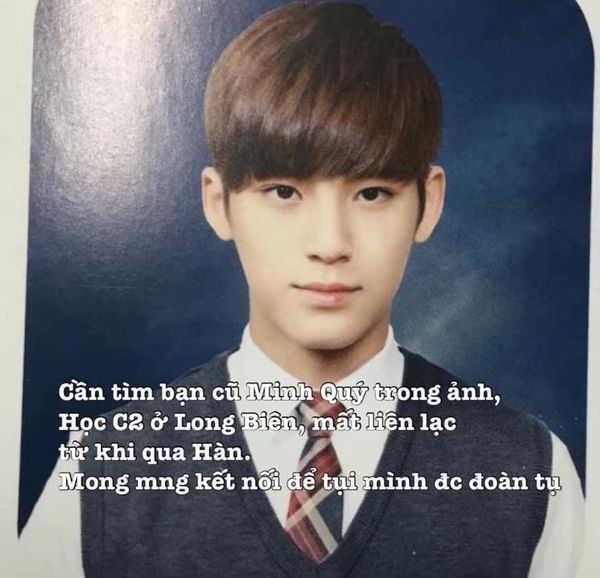 Cần tìm bạn cũ Minh Quý trong ảnh,
Học C2 ở Long Biên, mất liên lạc
từ khi qua Hàn.
Mong mng kết nối để tụi mình đc đoàn tụ